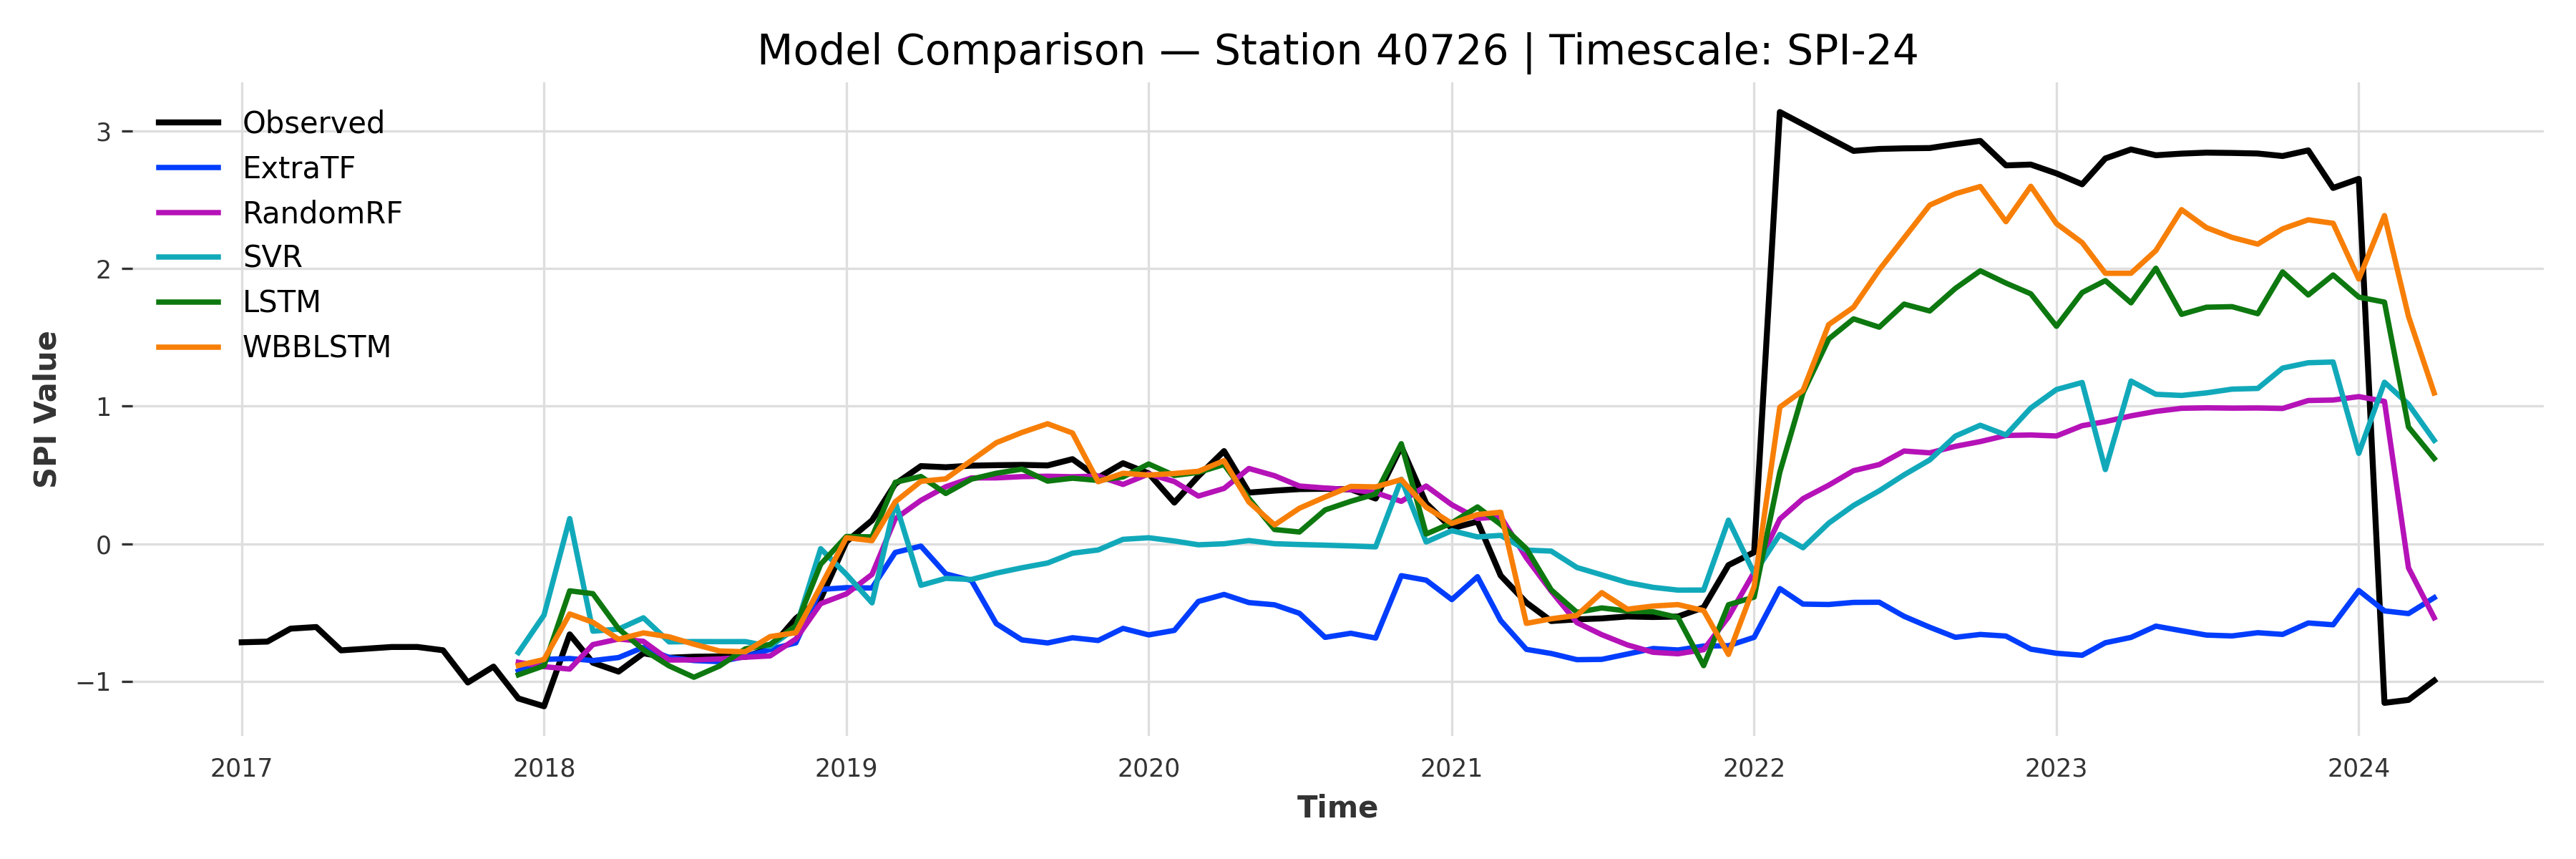 Model Comparison — Station 40726 | Timescale: SPI-24
Observed
ExtraTF
RandomRF
SVR
LSTM
WBBLSTM
SPI Value
3
2
1
0
−1
2017 2018 2019 2020 2021 2022 2023 2024
Time